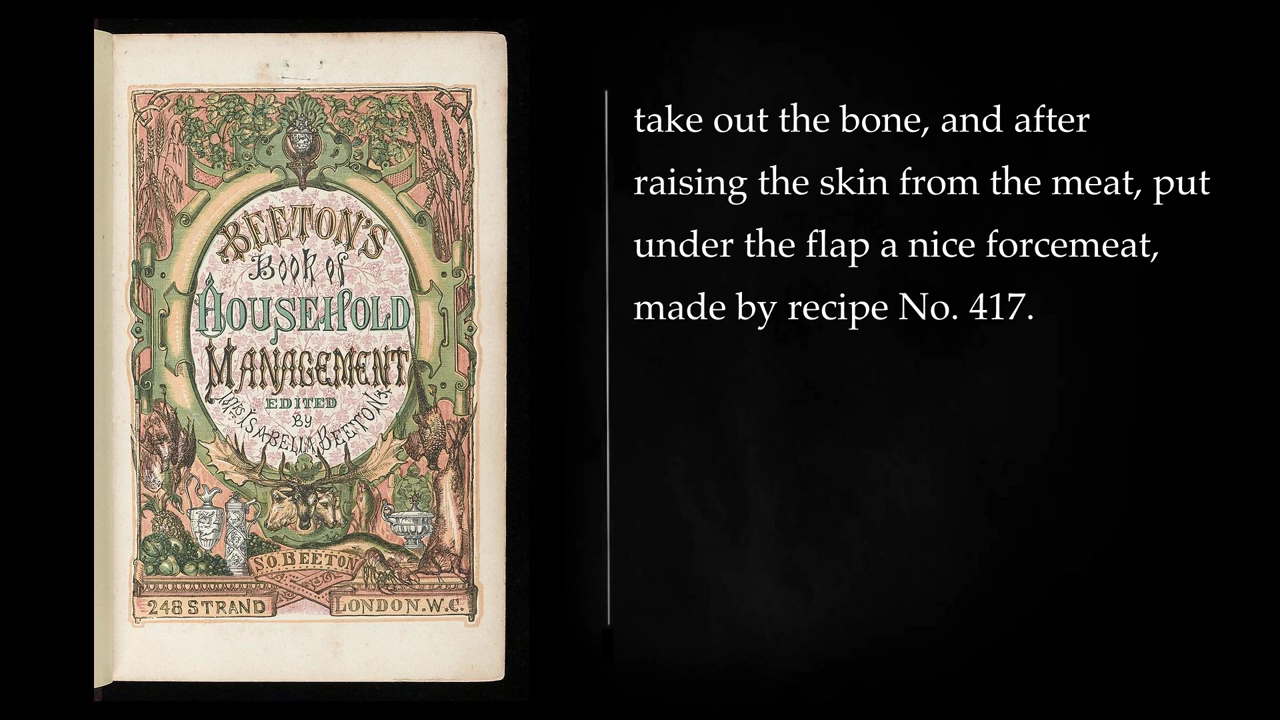 BEETON'S
Book of
HOUSEHOLD
MANAGEMENT
EDITED
By
MRS ISABELLA BEETON
S.O. BEETON
248 STRAND
LONDON. W.C.
take out the bone, and after
raising the skin from the meat, put
under the flap a nice forcemeat,
made by recipe No. 417.